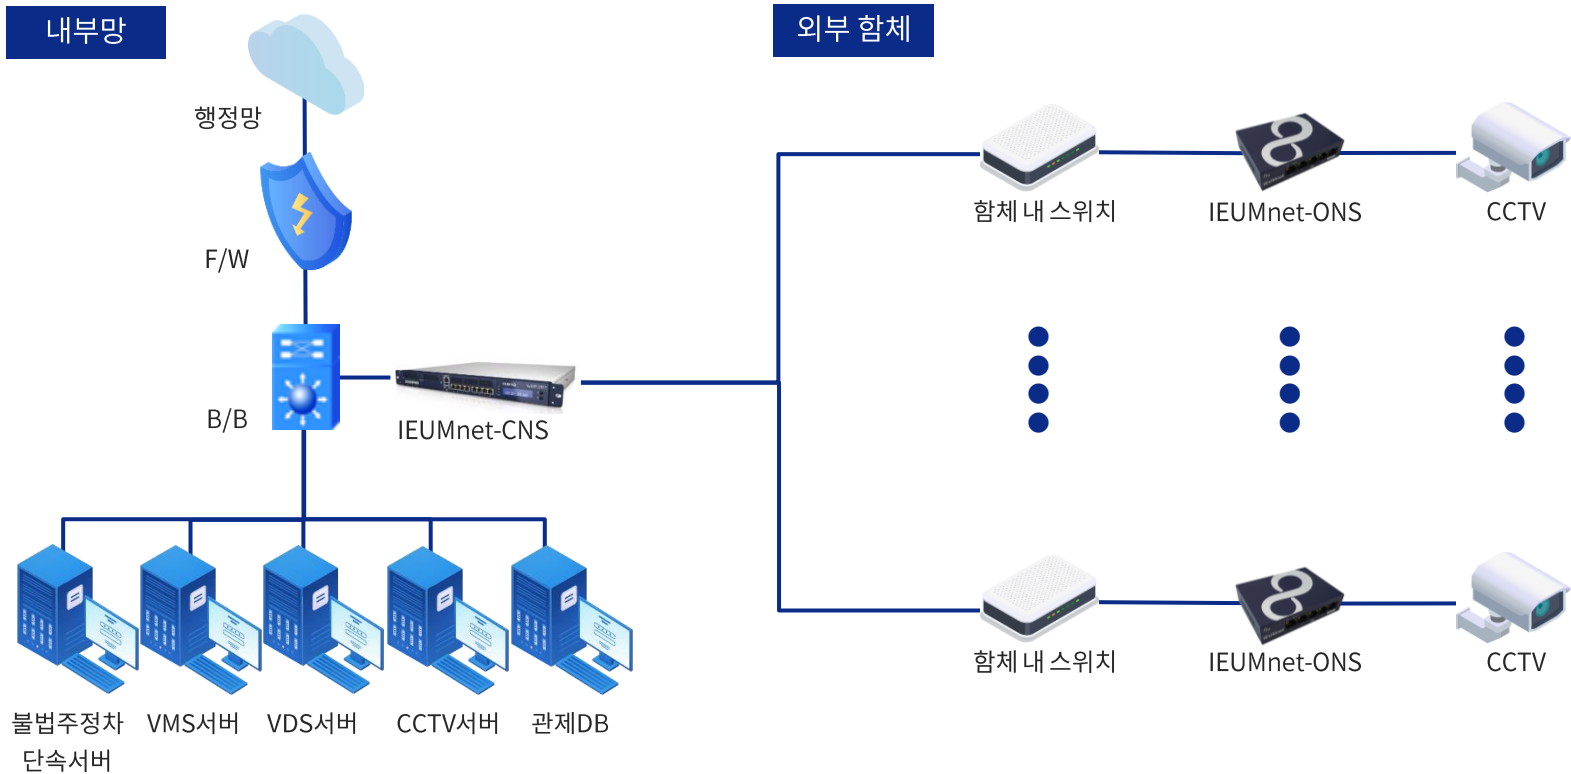 내부망
외부 함체
행정망
F/W
B/B
IEUMnet-CNS
함체 내 스위치
IEUMnet-ONS
CCTV
함체 내 스위치
IEUMnet-ONS
CCTV
불법주정차
단속서버
VMS서버
VDS서버
CCTV서버
관제DB